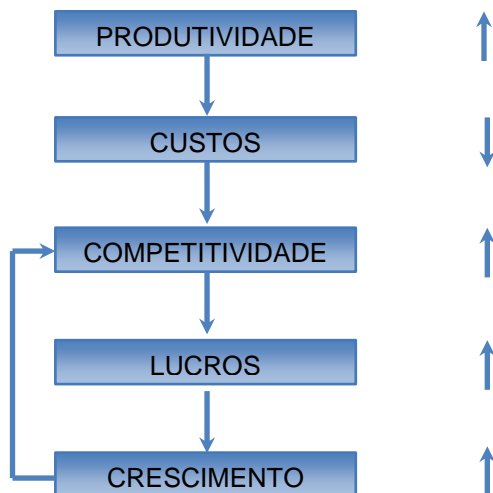 PRODUTIVIDADE
CUSTOS
COMPETITIVIDADE
LUCROS
CRESCIMENTO